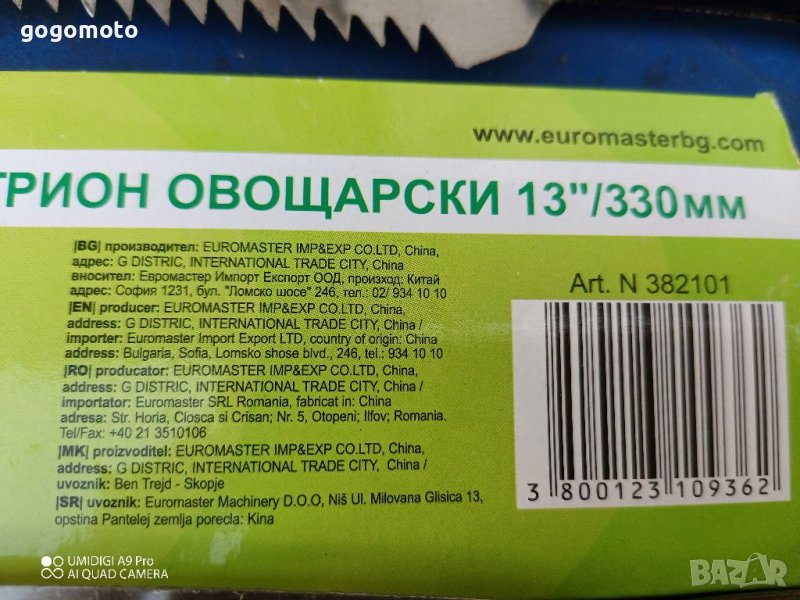 gogomoto
www.euromasterbg.com
ТРИОН ОВОЩАРСКИ 13"/330мм
|BG| производител: EUROMASTER IMP&EXP CO.LTD, China,
адрес: G DISTRIC, INTERNATIONAL TRADE CITY, China
вносител: Евромастер Импорт Експорт ООД, произход: Китай
адрес: София 1231, бул. "Ломско шосе" 246, тел.: 02/ 934 10 10
|EN| producer: EUROMASTER IMP&EXP CO.LTD, China,
address: G DISTRIC, INTERNATIONAL TRADE CITY, China /
importer: Euromaster Import Export LTD, country of origin: China
address: Bulgaria, Sofia, Lomsko shose blvd., 246, tel.: 934 10 10
|RO| producator: EUROMASTER IMP&EXP CO.LTD, China,
address: G DISTRIC, INTERNATIONAL TRADE CITY, China /
importator: Euromaster SRL Romania, fabricat in: China
adresa: Str. Horia, Closca si Crisan; Nr. 5, Otopeni; Ilfov; Romania.
Tel/Fax: +40 21 3510106
|MK| proizvoditel: EUROMASTER IMP&EXP CO.LTD, China,
address: G DISTRIC, INTERNATIONAL TRADE CITY, China /
uvoznik: Ben Trejd - Skopje
|SR| uvoznik: Euromaster Machinery D.O.O, Niš Ul. Milovana Glisica 13,
opstina Pantelej zemlja porecla: Kina
Art. N 382101
3 800123 109362
UMIDIGI A9 Pro
AI QUAD CAMERA
BAZAR